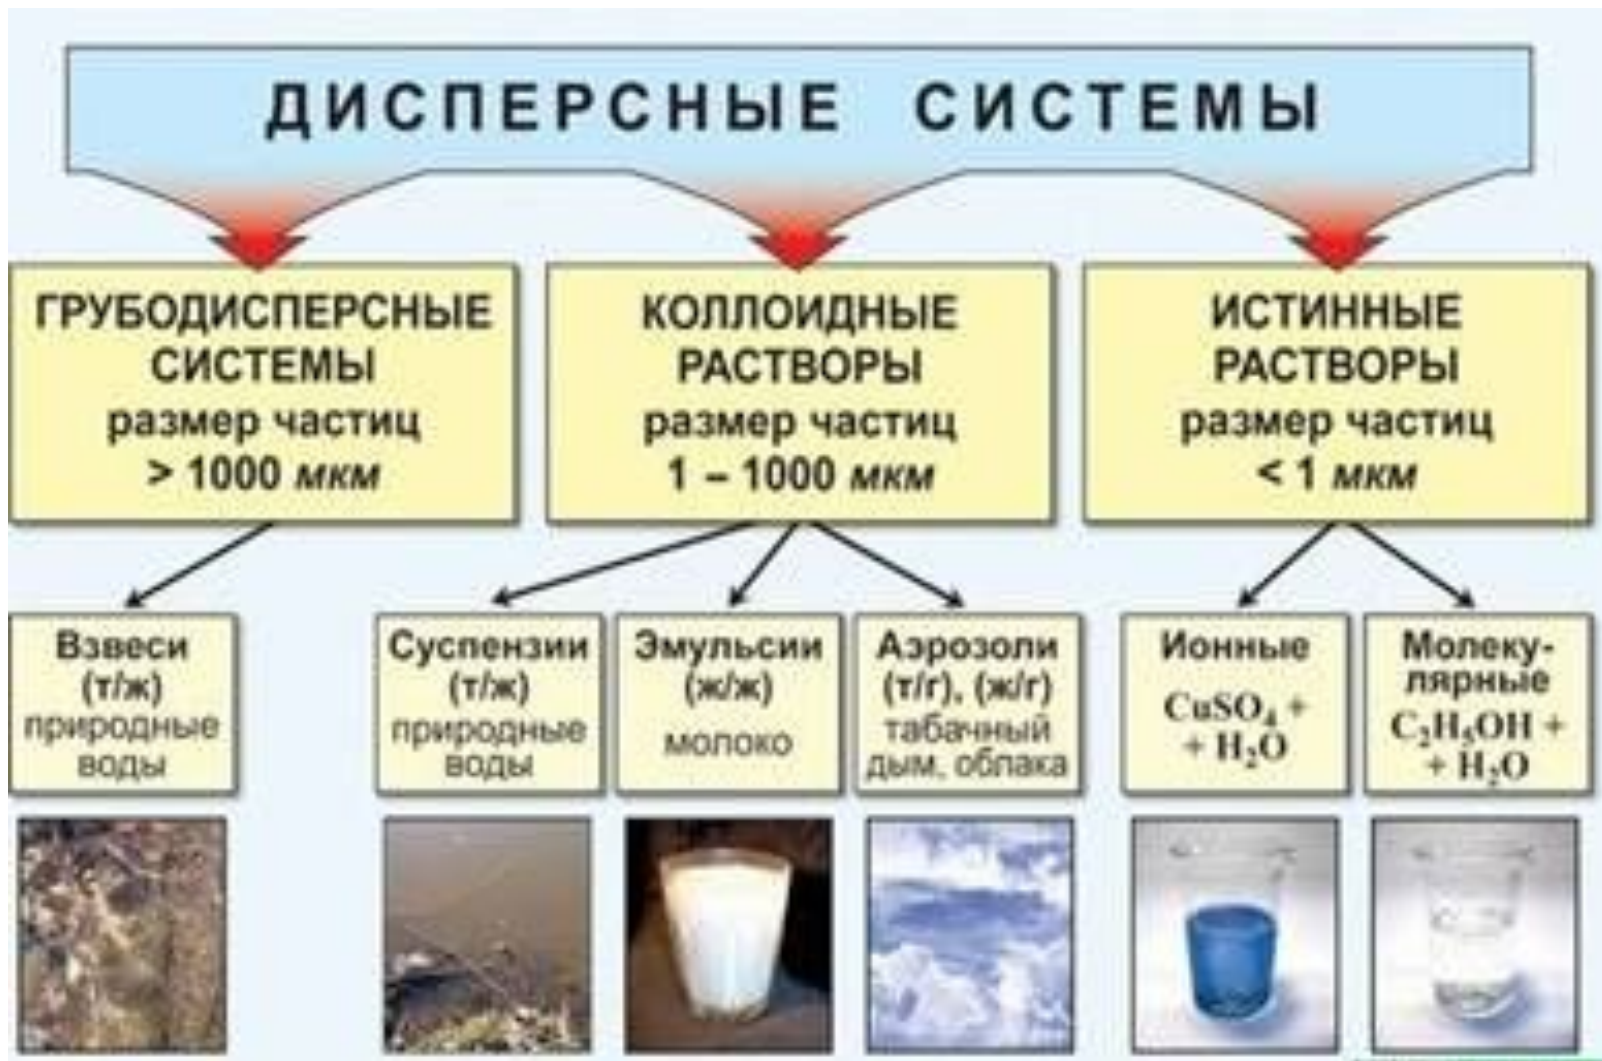 ДИСПЕРСНЫЕ СИСТЕМЫ
ГРУБОДИСПЕРСНЫЕ
СИСТЕМЫ
размер частиц
> 1000 мкм
КОЛЛОИДНЫЕ
РАСТВОРЫ
размер частиц
1 – 1000 мкм
ИСТИННЫЕ
РАСТВОРЫ
размер частиц
< 1 мкм
Взвеси
(т/ж)
природные
воды
Суспензии
(т/ж)
природные
воды
Эмульсии
(ж/ж)
молоко
Аэрозоли
(т/г), (ж/г)
табачный
дым, облака
Ионные
CuSO₄ +
+ H₂O
Молеку-
лярные
C₂H₅OH +
+ H₂O